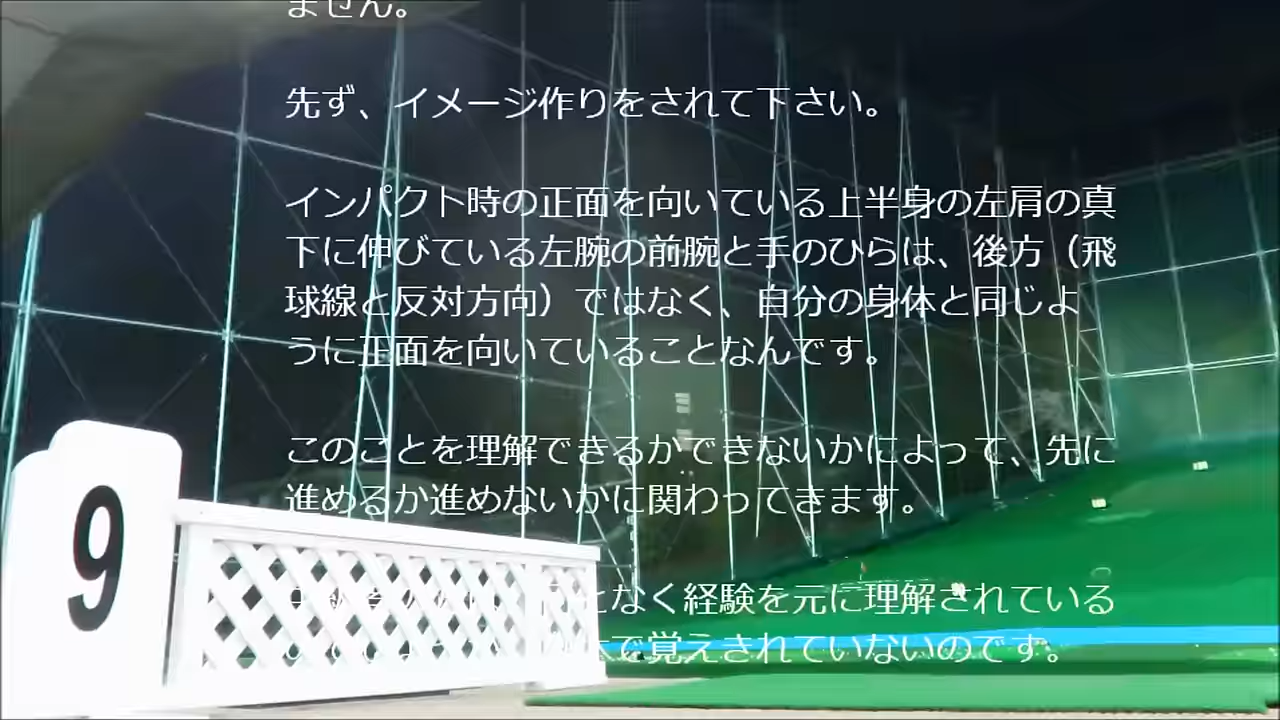 ません。
先ず、イメージ作りをされて下さい。
インパクト時の正面を向いている上半身の左肩の真
下に伸びている左腕の前腕と手のひらは、後方（飛
球線と反対方向）ではなく、自分の身体と同じよ
うに正面を向いていることなんです。
このことを理解できるかできないかによって、先に
進めるか進めないかに関わってきます。
となく経験を元に理解されている
で覚えされていないのです。
9